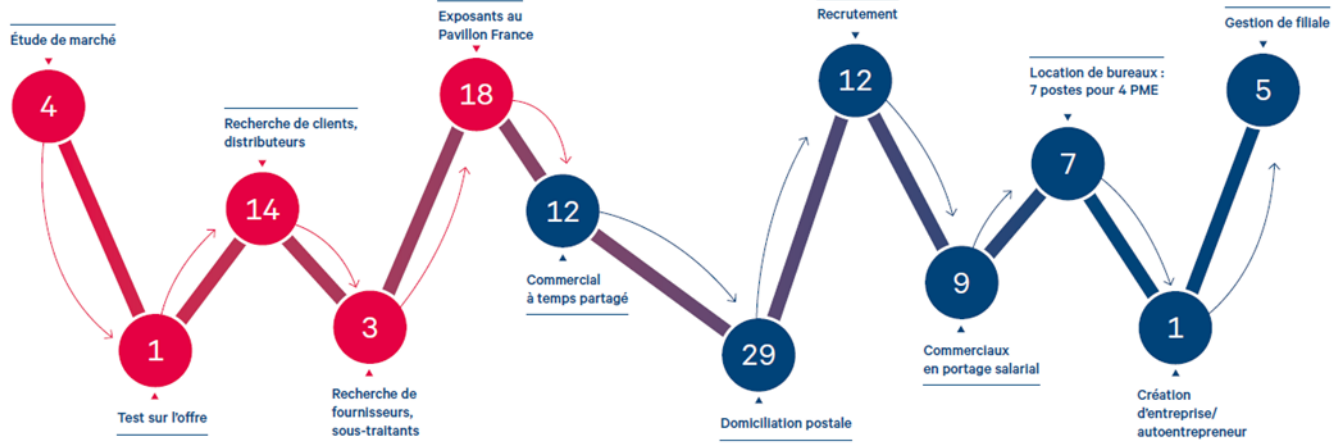 Étude de marché
4
1
Test sur l'offre
Recherche de clients,
distributeurs
14
3
Recherche de
fournisseurs,
sous-traitants
Exposants au
Pavillon France
18
12
Commercial
à temps partagé
29
Domiciliation postale
Recrutement
12
9
Commerciaux
en portage salarial
Location de bureaux :
7 postes pour 4 PME
7
1
Création
d'entreprise/
autoentrepreneur
Gestion de filiale
5